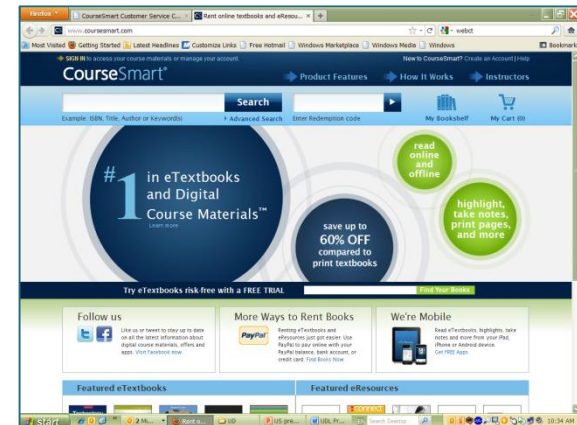 Firefox
CourseSmart Customer Service C...
Rent online textbooks and eResou...
www.coursesmart.com
webct
Most Visited
Getting Started
Latest Headlines
Customize Links
Free Hotmail
Windows Marketplace
Windows Media
Windows
Bookmark
SIGN IN to access your course materials or manage your account.
New to CourseSmart? Create an Account | Help
CourseSmart
Product Features
How It Works
Instructors
Search
Example: ISBN, Title, Author or Keyword(s)
Advanced Search
Enter Redemption code
My Bookshelf
My Cart (0)
#1 in eTextbooks
and Digital
Course Materials™
Learn more
save up to
60% OFF
compared to
print textbooks
read
online
and
offline
highlight,
take notes,
print pages,
and more
Try eTextbooks risk-free with a FREE TRIAL
Find Your Books
Follow us
Like us or tweet to stay up to date
on all the latest information about
digital course materials, offers and
apps. Visit Facebook now
More Ways to Rent Books
PayPal
Renting eTextbooks and
eResources just got easier. Use
PayPal to pay online with your
PayPal balance, bank account, or
credit card. Find Books Now
We're Mobile
Read eTextbooks, highlights, take
notes and more from your iPad,
iPhone or Android device.
Get FREE Apps
Featured eTextbooks
Featured eResources
connect
start
2 Mi...
Rent o...
UD
US pre...
UDL Fr...
Search Desktop
10:34 AM